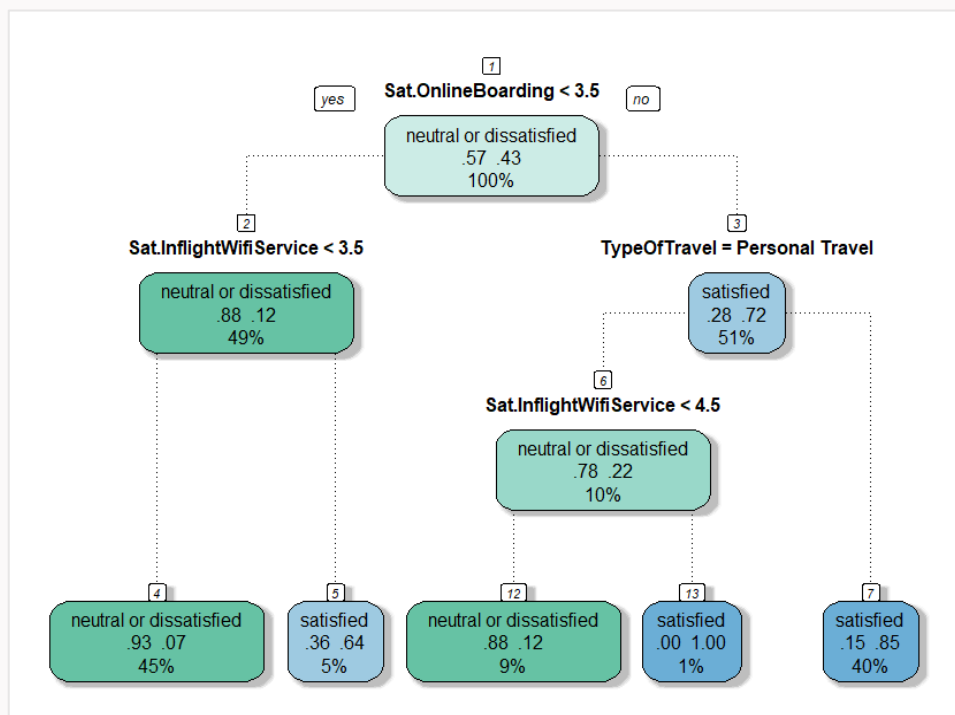 1
Sat.OnlineBoarding < 3.5
yes
no
neutral or dissatisfied
.57 .43
100%
2
Sat.InflightWifiService < 3.5
neutral or dissatisfied
.88 .12
49%
3
TypeOfTravel = Personal Travel
satisfied
.28 .72
51%
6
Sat.InflightWifiService < 4.5
neutral or dissatisfied
.78 .22
10%
4
neutral or dissatisfied
.93 .07
45%
5
satisfied
.36 .64
5%
12
neutral or dissatisfied
.88 .12
9%
13
satisfied
.00 1.00
1%
7
satisfied
.15 .85
40%